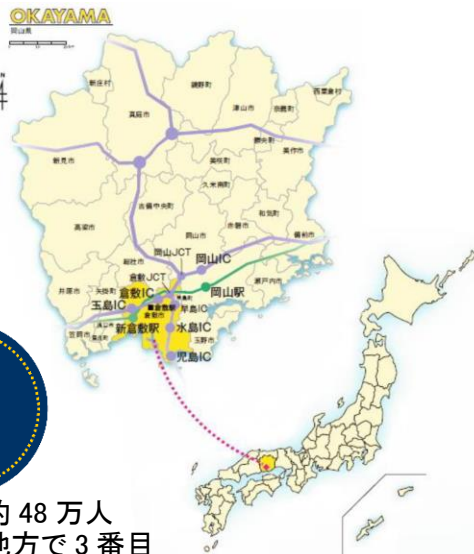 OKAYAMA
岡山県
N
新庄村
鏡野町
西粟倉村
真庭市
津山市
奈義町
勝央町
美作市
新見市
美咲町
久米南町
吉備中央町
和気町
高梁市
岡山市
赤磐市
備前市
岡山JCT
岡山IC
総社市
倉敷JCT
瀬戸内市
井原市
矢掛町
倉敷IC
岡山駅
玉島IC
早島IC
笠岡市
新倉敷駅
倉敷市
水島IC
玉野市
児島IC
約 48 万人
地方で 3 番目